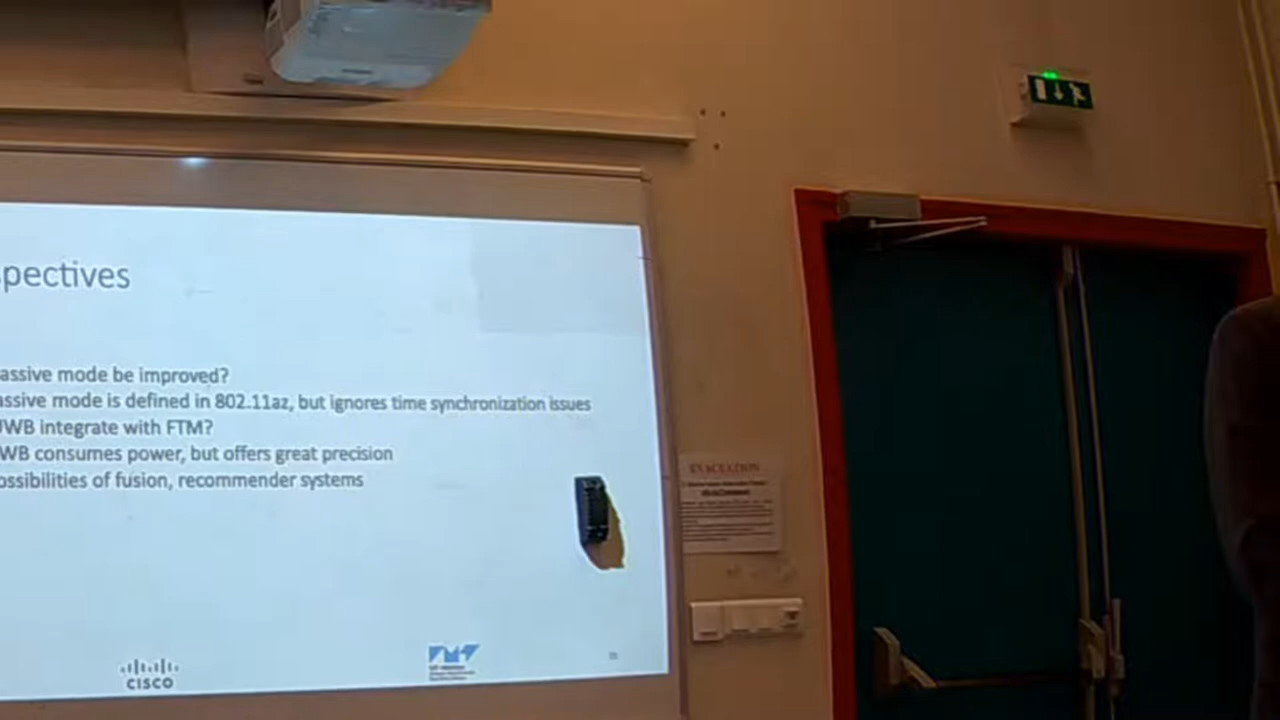 spectives
assive mode be improved?
assive mode is defined in 802.11az, but ignores time synchronization issues
UWB integrate with FTM?
WB consumes power, but offers great precision
ossibilities of fusion, recommender systems
EVACUATION
CISCO